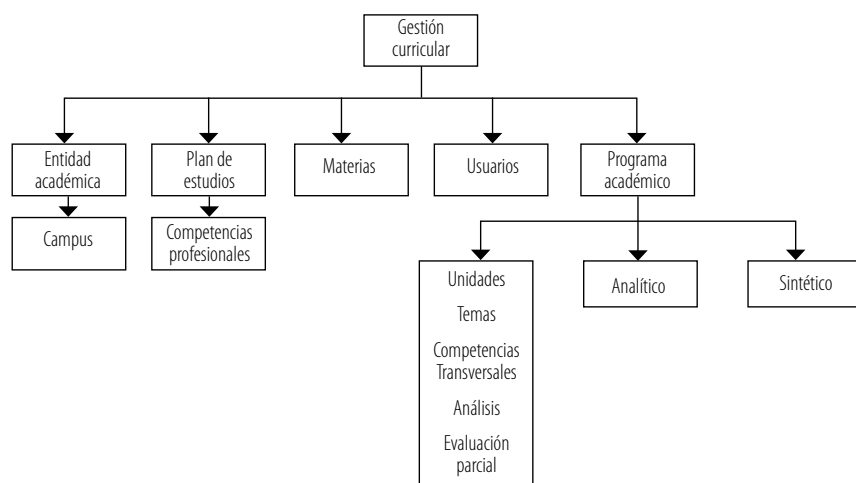 Gestión
curricular
Entidad
académica
Plan de
estudios
Materias
Usuarios
Programa
académico
Campus
Competencias
profesionales
Unidades
Temas
Competencias
Transversales
Análisis
Evaluación
parcial
Analítico
Sintético